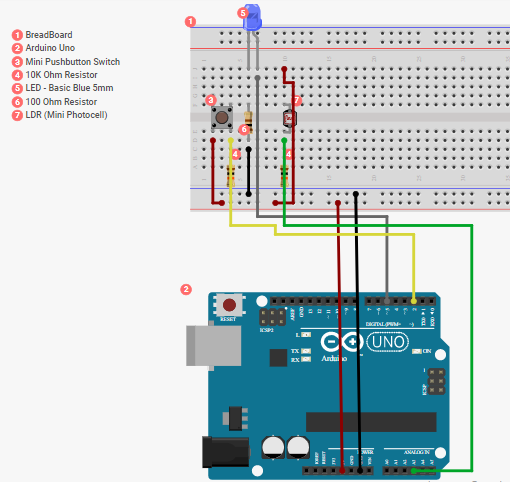 1 BreadBoard
2 Arduino Uno
3 Mini Pushbutton Switch
4 10K Ohm Resistor
5 LED - Basic Blue 5mm
6 100 Ohm Resistor
7 LDR (Mini Photocell)
1
5
3
7
6
4
4
2
RESET
ICSP2
AREF
GND
DIGITAL (PWM~)
L
TX
RX
Arduino
UNO
ON
ICSP
POWER
ANALOG IN